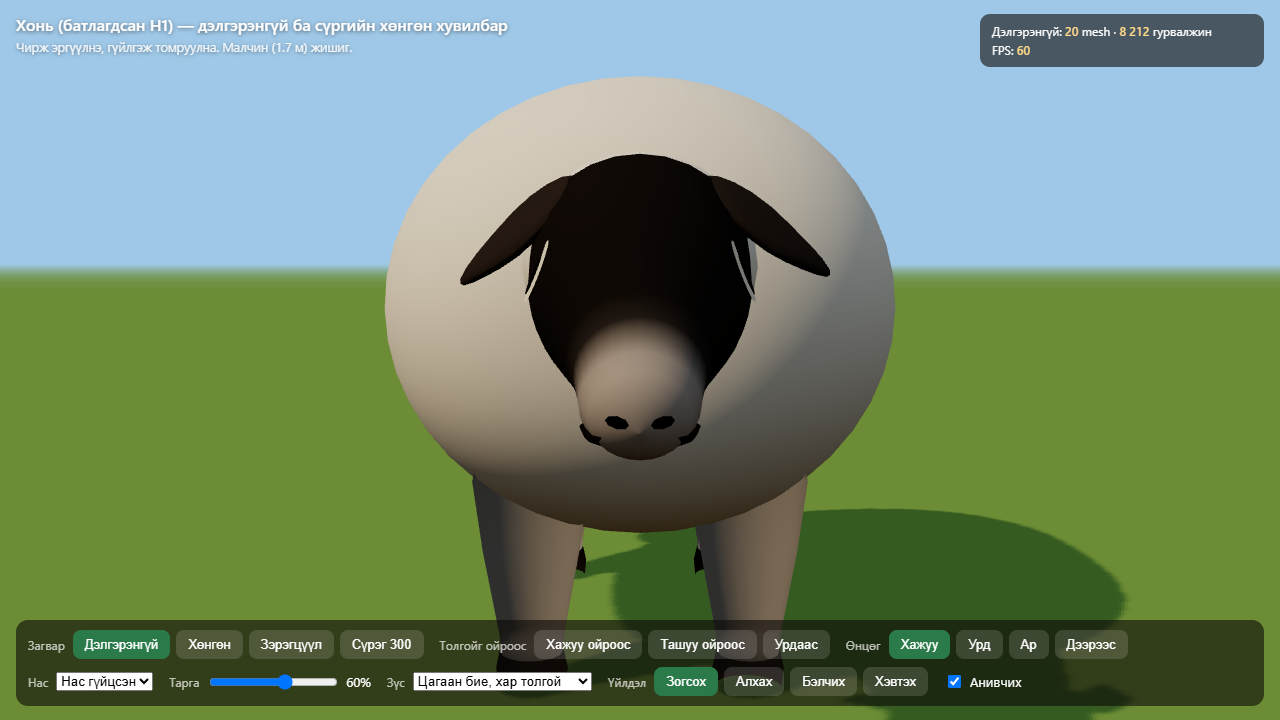 Хонь (батлагдсан H1) — дэлгэрэнгүй ба сүргийн хөнгөн хувилбар
Чирж эргүүлнэ, гүйлгэж томруулна. Малчин (1.7 м) жишиг.
Дэлгэрэнгүй: 20 mesh · 8 212 гурвалжин
FPS: 60
Загвар Дэлгэрэнгүй Хөнгөн Зэрэгцүүл Сүрэг 300 Толгойг ойроос Хажуу ойроос Ташуу ойроос Урдаас Өнцөг Хажуу Урд Ар Дээрээс
Нас Нас гүйцсэн Тарга 60% Зүс Цагаан бие, хар толгой Үйлдэл Зогсох Алхах Бэлчих Хэвтэх Анивчих